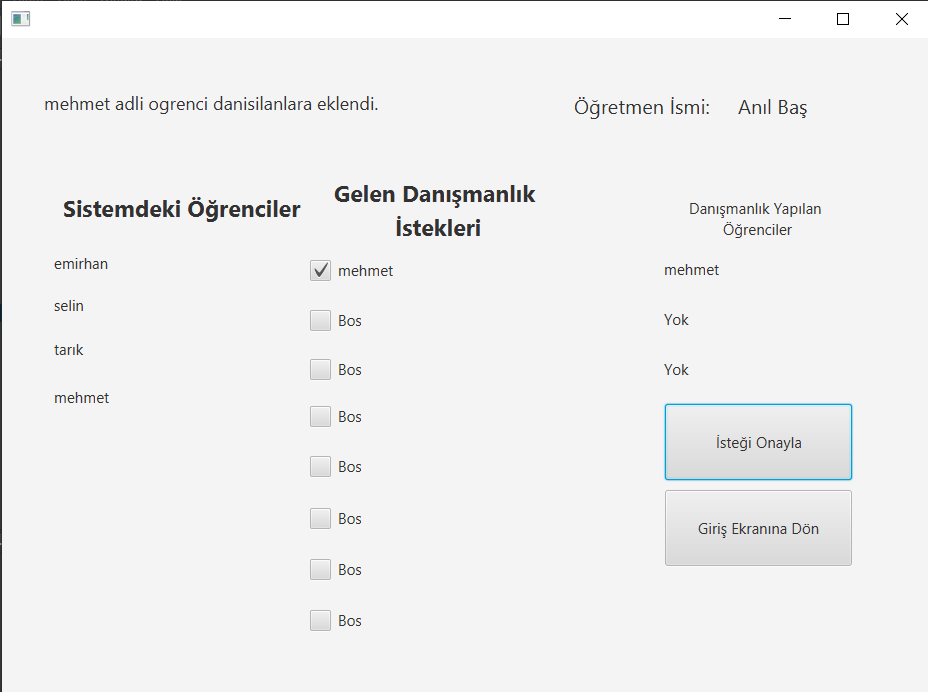 mehmet adli ogrenci danisilanlara eklendi.
Öğretmen İsmi: Anıl Baş
Sistemdeki Öğrenciler
emirhan
selin
tarık
mehmet
Gelen Danışmanlık
İstekleri
mehmet
Bos
Bos
Bos
Bos
Bos
Bos
Bos
Danışmanlık Yapılan
Öğrenciler
mehmet
Yok
Yok
İsteği Onayla
Giriş Ekranına Dön